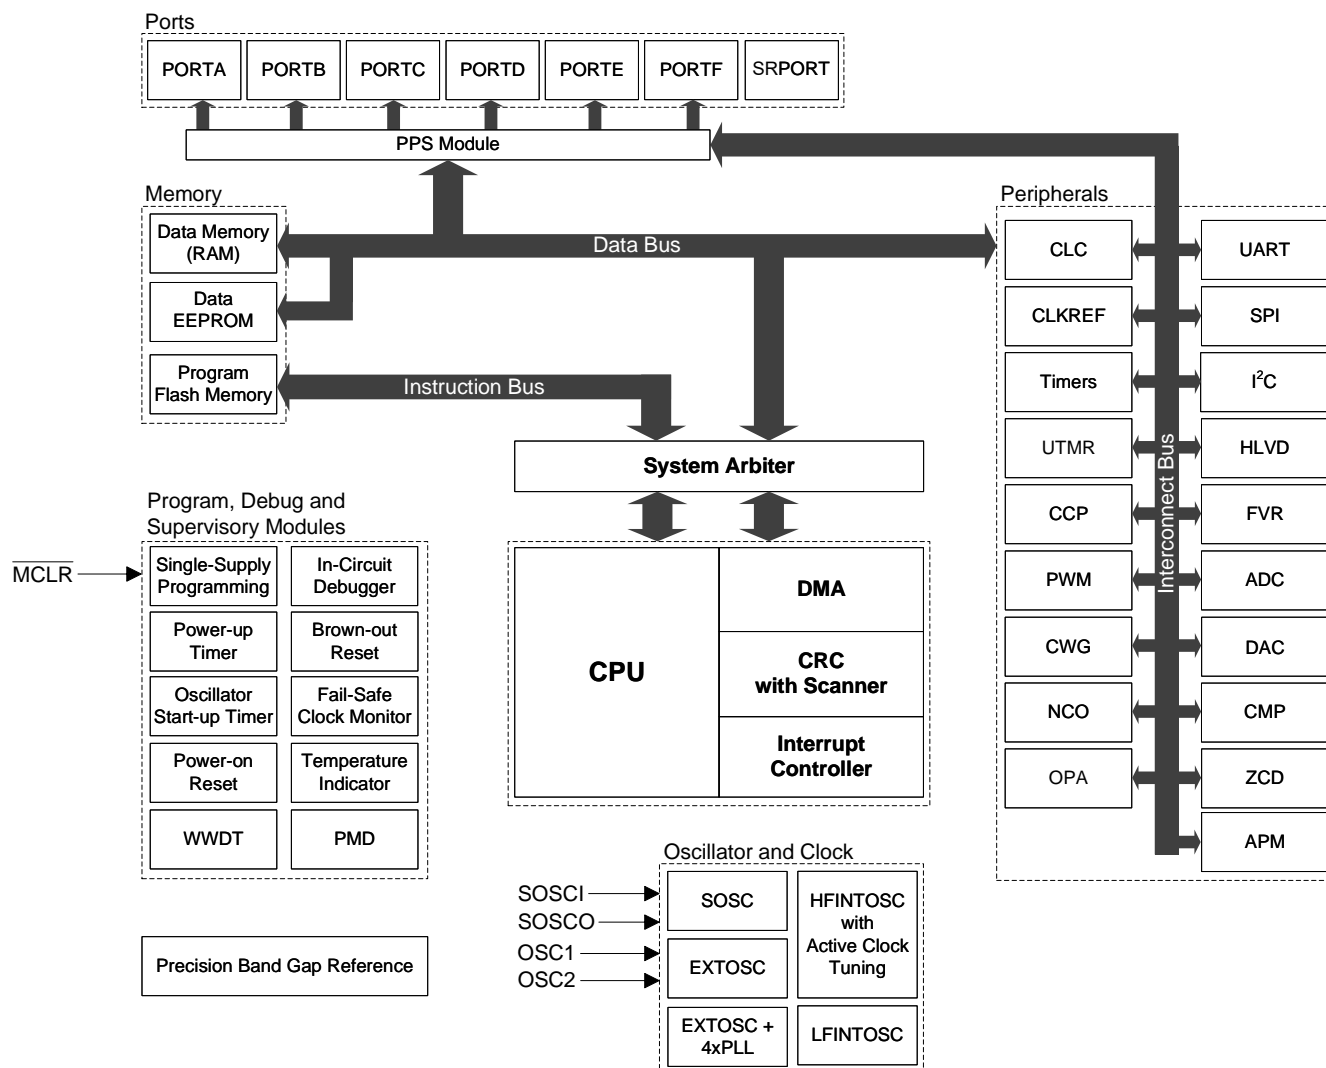 Ports
PORTA
PORTB
PORTC
PORTD
PORTE
PORTF
SRPORT
PPS Module
Memory
Data Memory
(RAM)
Data
EEPROM
Program
Flash Memory
Data Bus
Instruction Bus
System Arbiter
CPU
DMA
CRC
with Scanner
Interrupt
Controller
Peripherals
CLC
UART
CLKREF
SPI
Timers
I²C
UTMR
HLVD
CCP
FVR
PWM
ADC
CWG
DAC
NCO
CMP
OPA
ZCD
APM
Interconnect Bus
Program, Debug and
Supervisory Modules
MCLR
Single-Supply
Programming
In-Circuit
Debugger
Power-up
Timer
Brown-out
Reset
Oscillator
Start-up Timer
Fail-Safe
Clock Monitor
Power-on
Reset
Temperature
Indicator
WWDT
PMD
Precision Band Gap Reference
Oscillator and Clock
SOSCI
SOSCO
OSC1
OSC2
SOSC
HFINTOSC
with
Active Clock
Tuning
EXTOSC
EXTOSC +
4xPLL
LFINTOSC